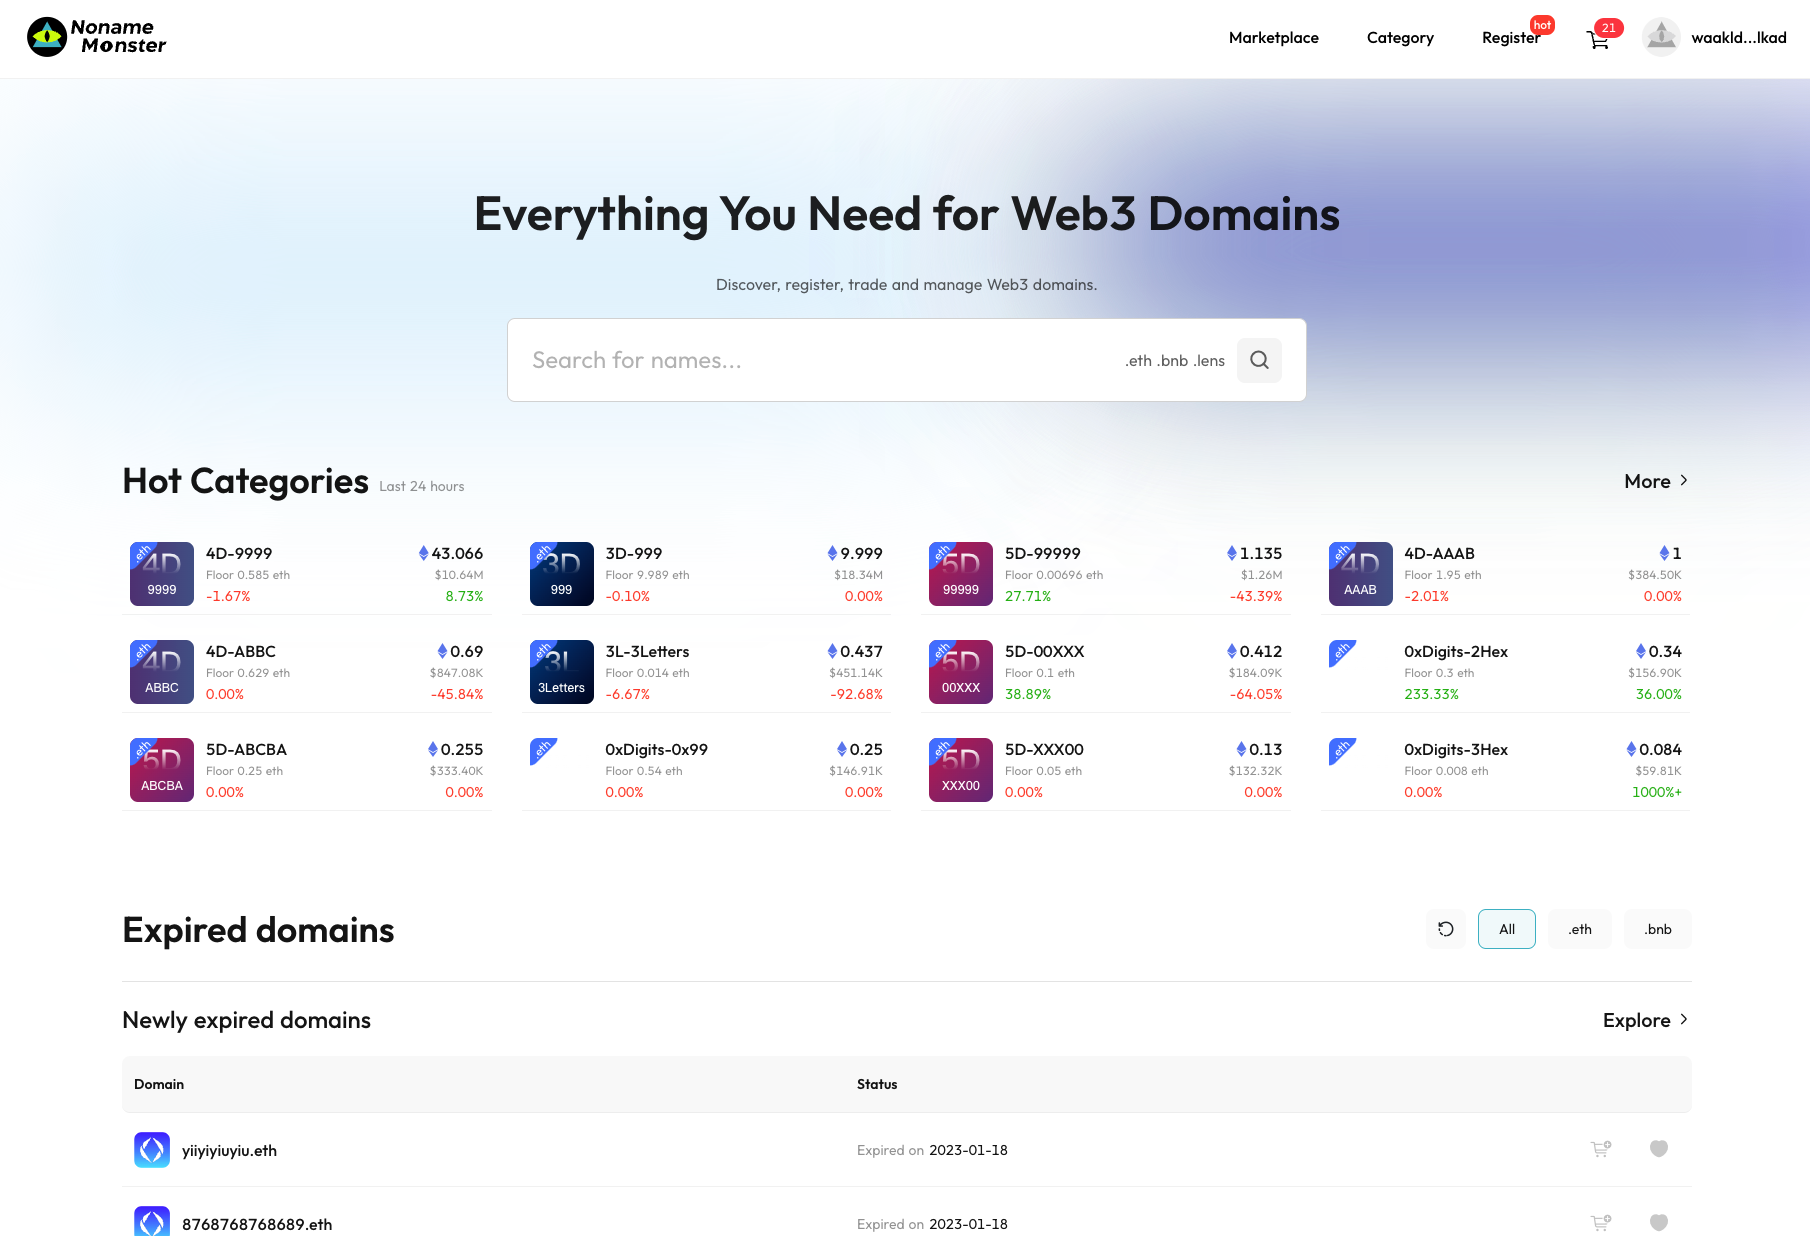 Noname
Monster
Marketplace
Category
Register
hot
21
waakld...lkad
Everything You Need for Web3 Domains
Discover, register, trade and manage Web3 domains.
Search for names...
.eth .bnb .lens
Hot Categories
Last 24 hours
More
.eth
4D
9999
4D-9999
43.066
Floor 0.585 eth
$10.64M
-1.67%
8.73%
.eth
3D
999
3D-999
9.999
Floor 9.989 eth
$18.34M
-0.10%
0.00%
.eth
5D
99999
5D-99999
1.135
Floor 0.00696 eth
$1.26M
27.71%
-43.39%
.eth
4D
AAAB
4D-AAAB
1
Floor 1.95 eth
$384.50K
-2.01%
0.00%
.eth
4D
ABBC
4D-ABBC
0.69
Floor 0.629 eth
$847.08K
0.00%
-45.84%
.eth
3L
3Letters
3L-3Letters
0.437
Floor 0.014 eth
$451.14K
-6.67%
-92.68%
.eth
5D
00XXX
5D-00XXX
0.412
Floor 0.1 eth
$184.09K
38.89%
-64.05%
.eth
0xDigits-2Hex
0.34
Floor 0.3 eth
$156.90K
233.33%
36.00%
.eth
5D
ABCBA
5D-ABCBA
0.255
Floor 0.25 eth
$333.40K
0.00%
0.00%
.eth
0xDigits-0x99
0.25
Floor 0.54 eth
$146.91K
0.00%
0.00%
.eth
5D
XXX00
5D-XXX00
0.13
Floor 0.05 eth
$132.32K
0.00%
0.00%
.eth
0xDigits-3Hex
0.084
Floor 0.008 eth
$59.81K
0.00%
1000%+
Expired domains
All
.eth
.bnb
Newly expired domains
Explore
Domain
Status
yiiyiyiuyiu.eth
Expired on 2023-01-18
8768768768689.eth
Expired on 2023-01-18